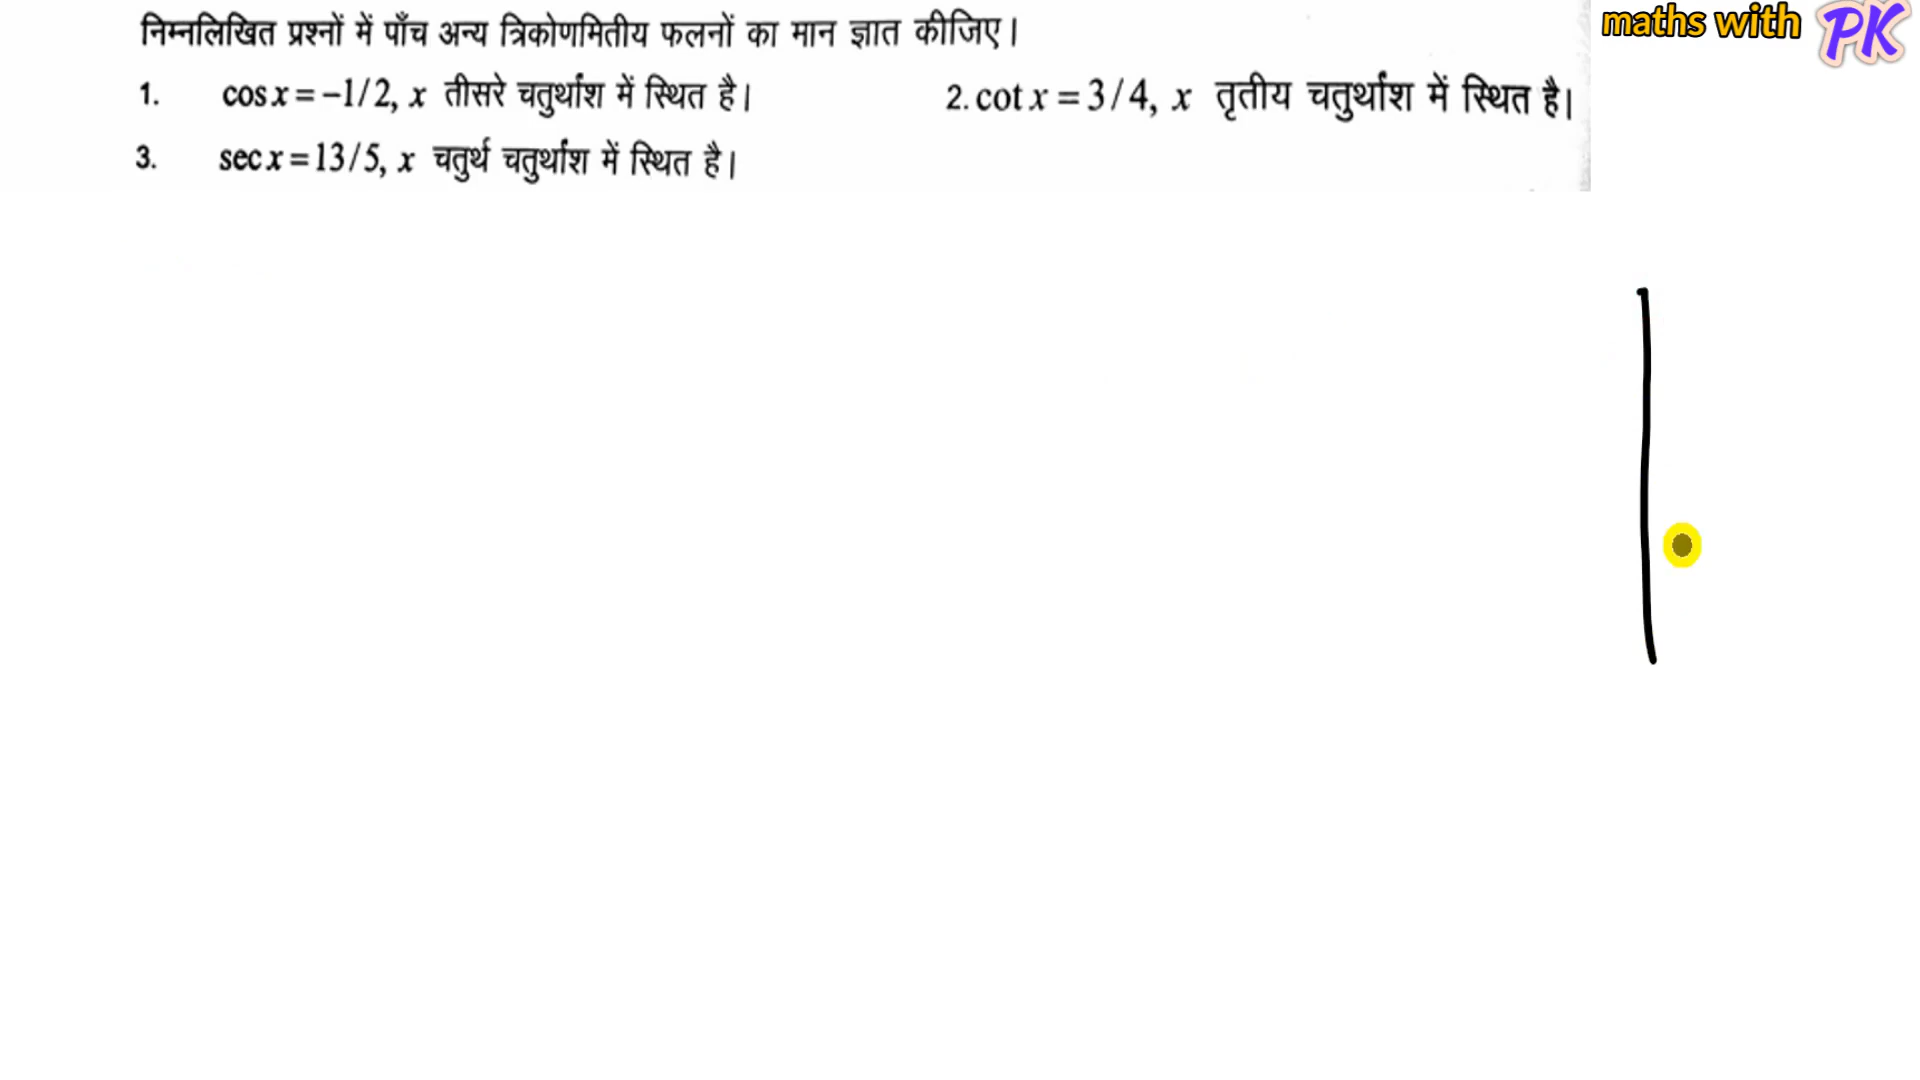 निम्नलिखित प्रश्नों में पाँच अन्य त्रिकोणमितीय फलनों का मान ज्ञात कीजिए।
maths with PK
1. cos x = –1/2, x तीसरे चतुर्थांश में स्थित है।
2. cot x = 3/4, x तृतीय चतुर्थांश में स्थित है।
3. sec x = 13/5, x चतुर्थ चतुर्थांश में स्थित है।